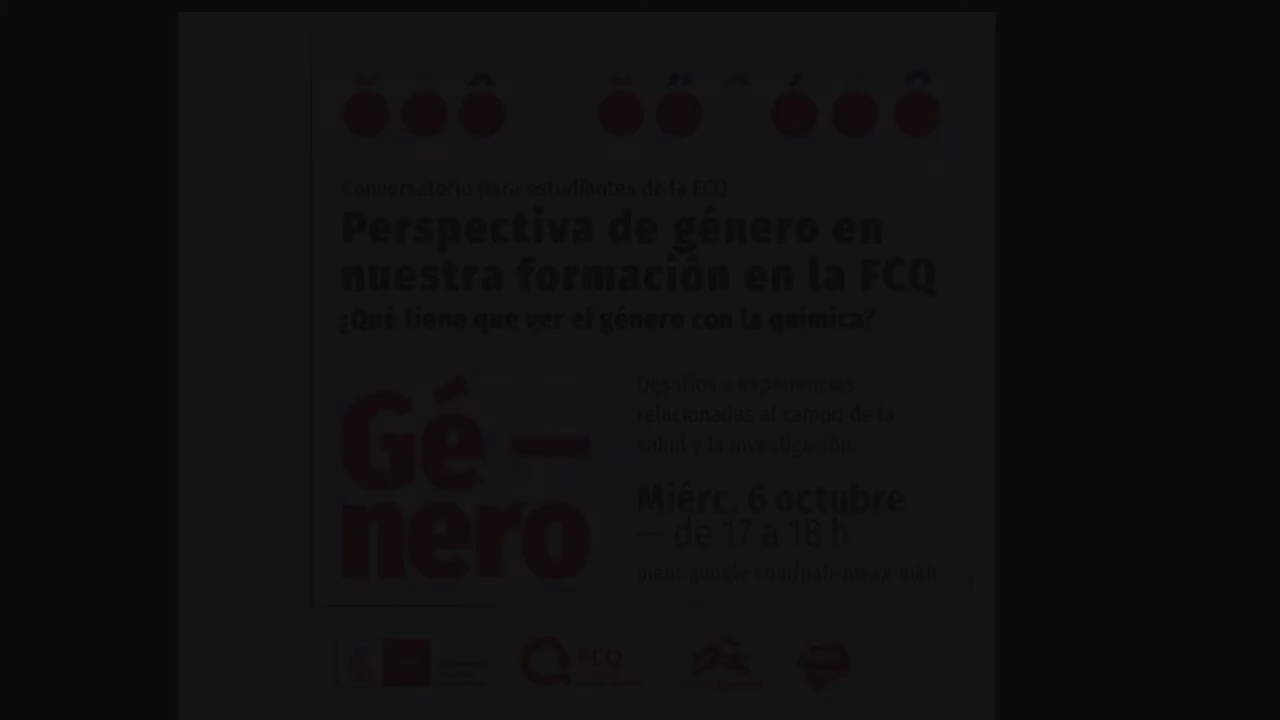 Conversatorio para estudiantes de la FCQ
Perspectiva de género en
nuestra formación en la FCQ
¿Qué tiene que ver el género con la química?
Gé—
nero
Desafíos y experiencias
relacionadas al campo de la
salud y la investigación.
Miérc. 6 octubre
— de 17 a 18 h
FCQ